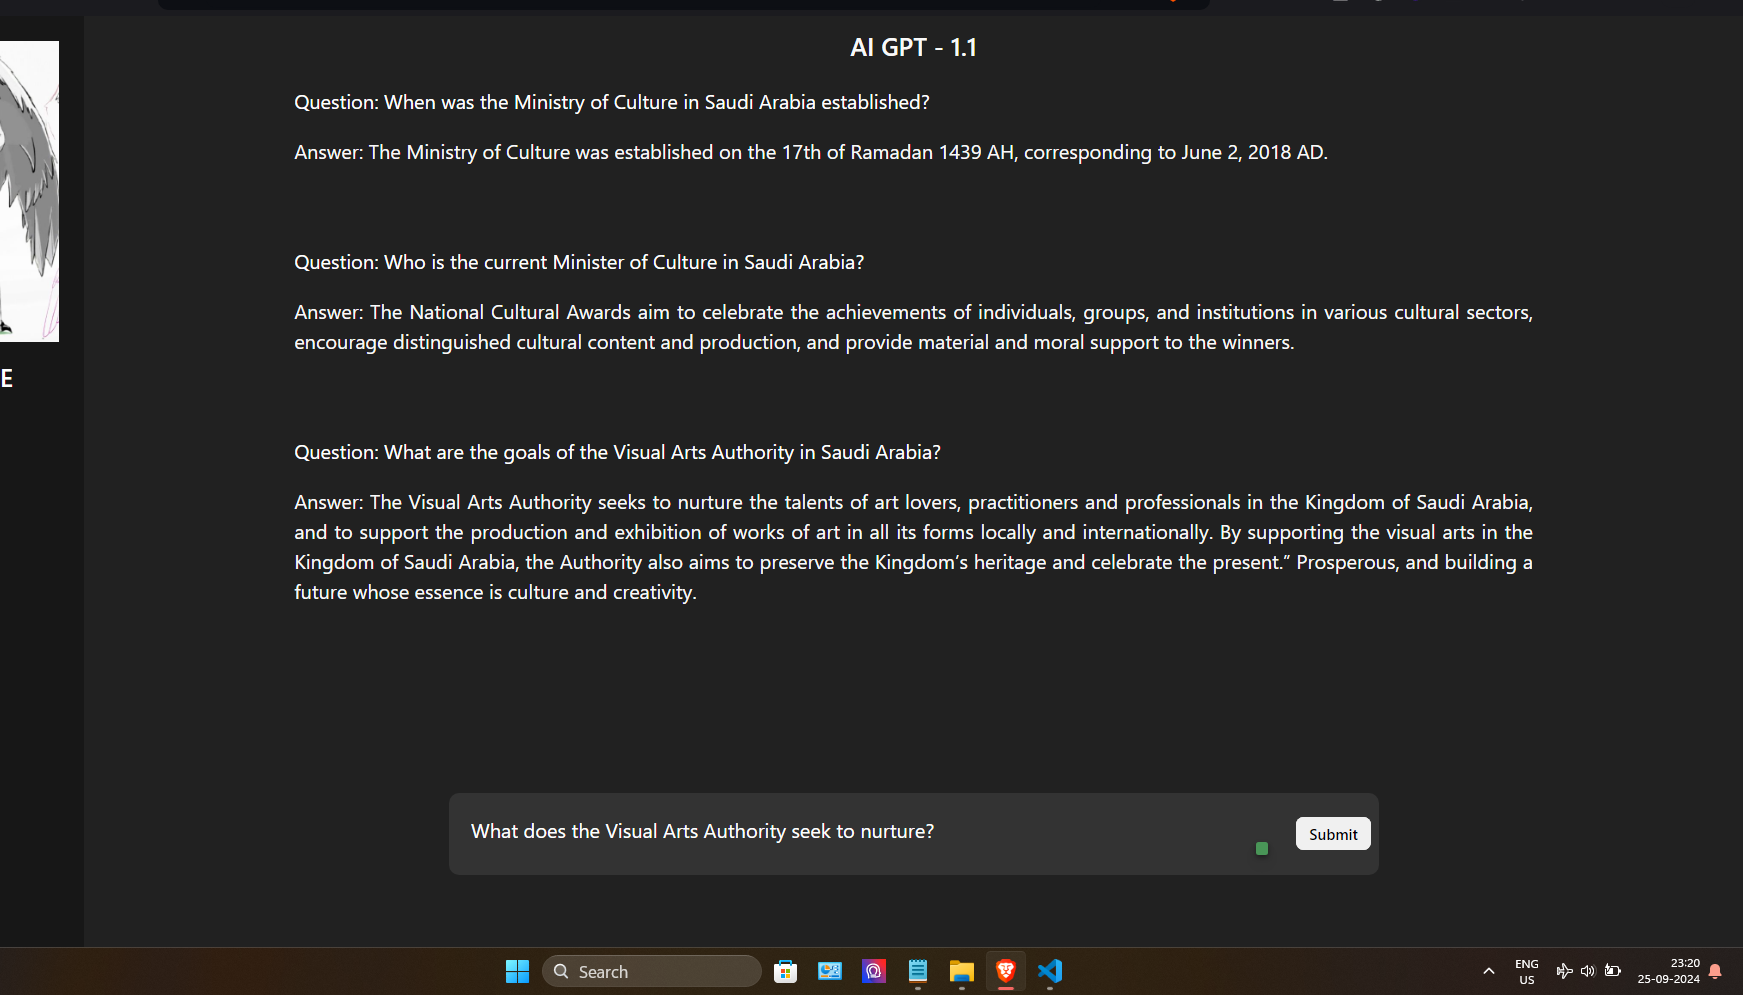 AI GPT - 1.1
Question: When was the Ministry of Culture in Saudi Arabia established?
Answer: The Ministry of Culture was established on the 17th of Ramadan 1439 AH, corresponding to June 2, 2018 AD.
Question: Who is the current Minister of Culture in Saudi Arabia?
Answer: The National Cultural Awards aim to celebrate the achievements of individuals, groups, and institutions in various cultural sectors,
encourage distinguished cultural content and production, and provide material and moral support to the winners.
E
Question: What are the goals of the Visual Arts Authority in Saudi Arabia?
Answer: The Visual Arts Authority seeks to nurture the talents of art lovers, practitioners and professionals in the Kingdom of Saudi Arabia,
and to support the production and exhibition of works of art in all its forms locally and internationally. By supporting the visual arts in the
Kingdom of Saudi Arabia, the Authority also aims to preserve the Kingdom’s heritage and celebrate the present.” Prosperous, and building a
future whose essence is culture and creativity.
What does the Visual Arts Authority seek to nurture?
Submit
Search
ENG
US
23:20
25-09-2024